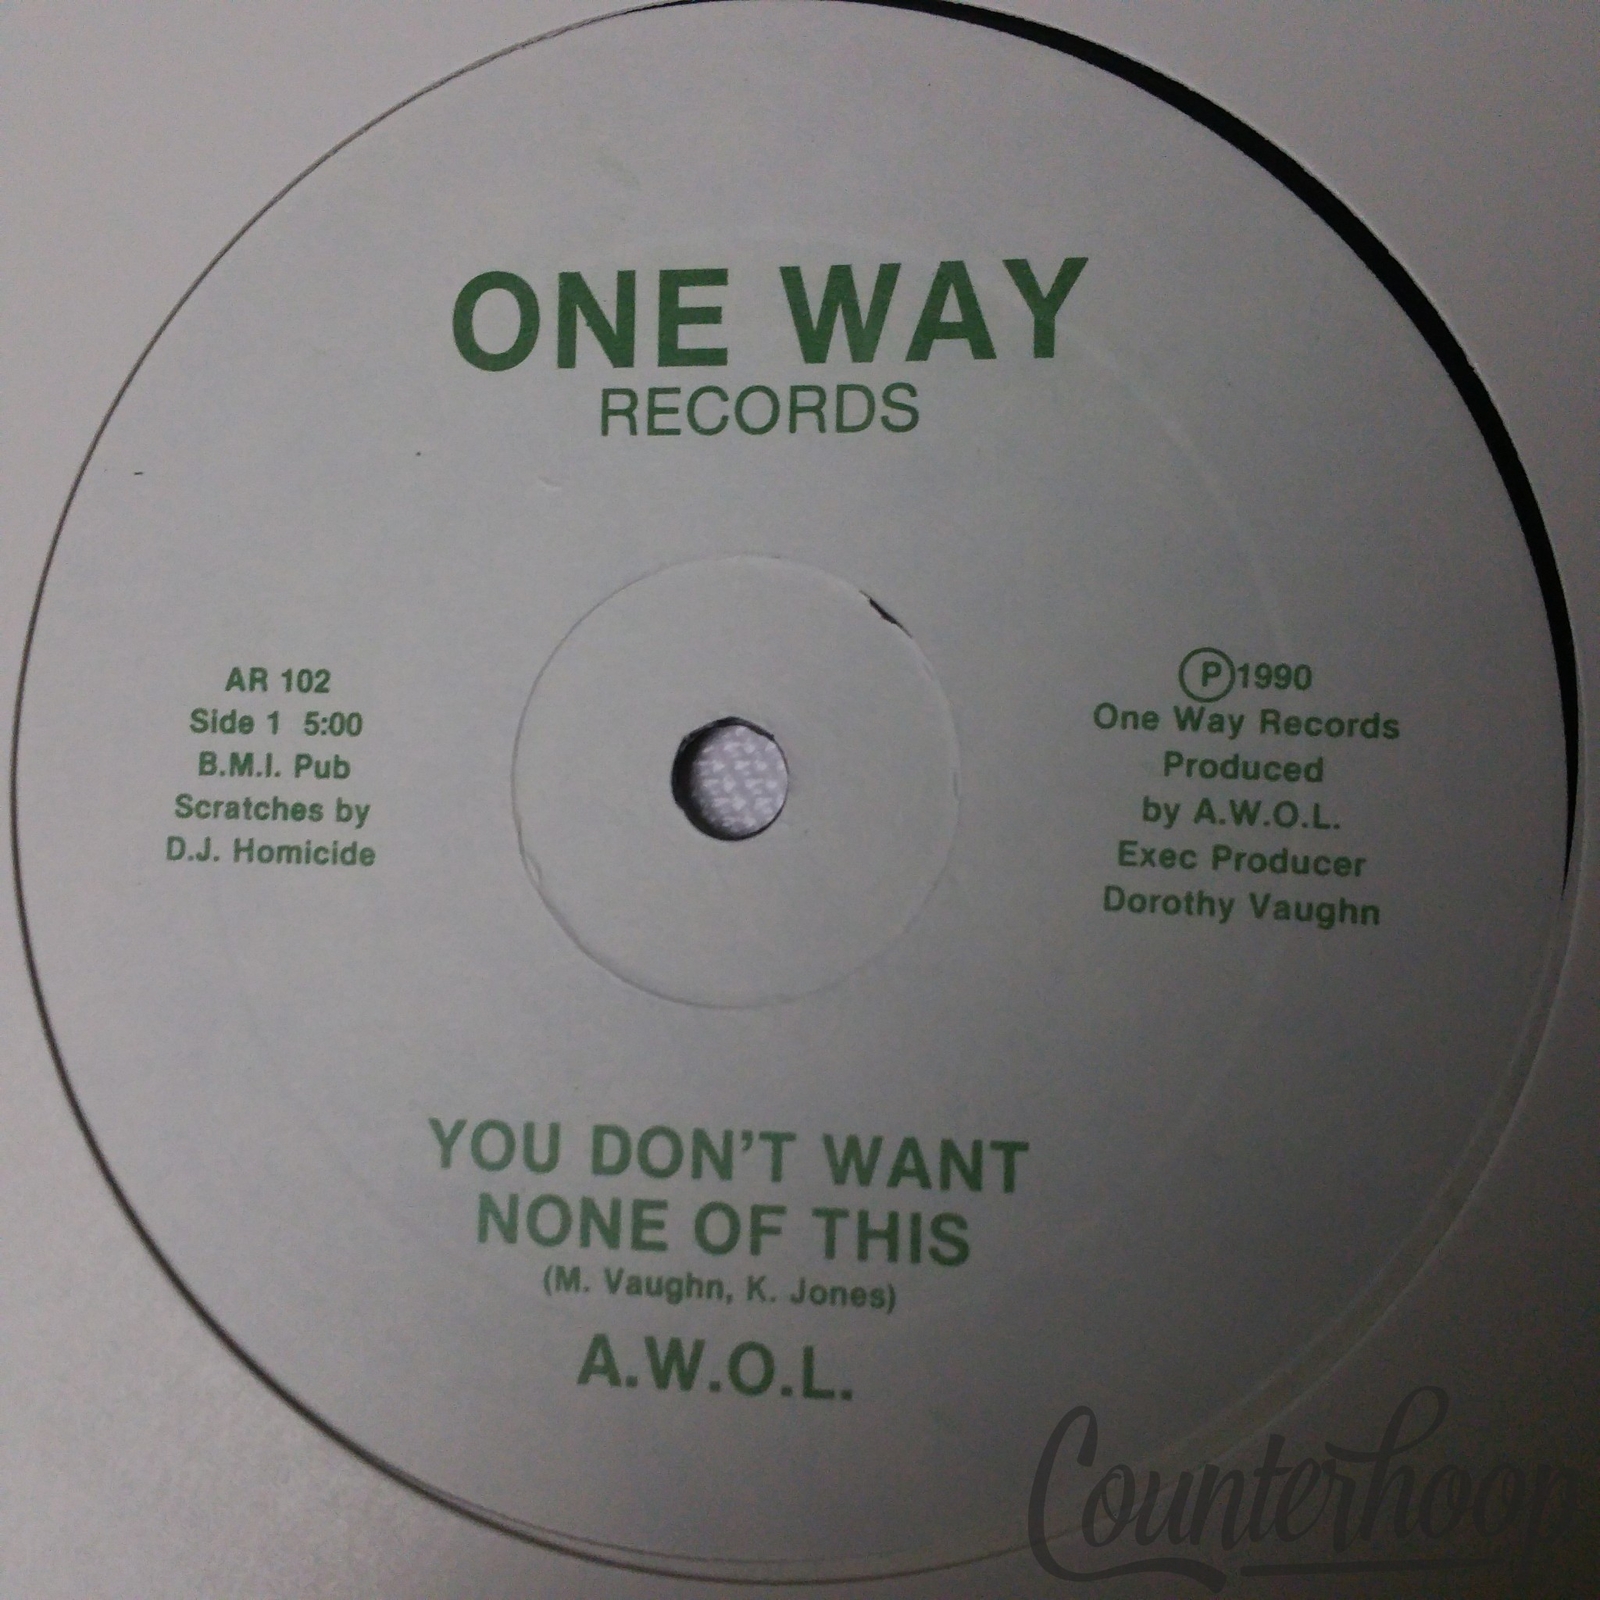 ONE WAY
RECORDS
AR 102
Side 1 5:00
B.M.I. Pub
Scratches by
D.J. Homicide
Ⓟ1990
One Way Records
Produced
by A.W.O.L.
Exec Producer
Dorothy Vaughn
YOU DON'T WANT
NONE OF THIS
(M. Vaughn, K. Jones)
A.W.O.L.
Counterhoop